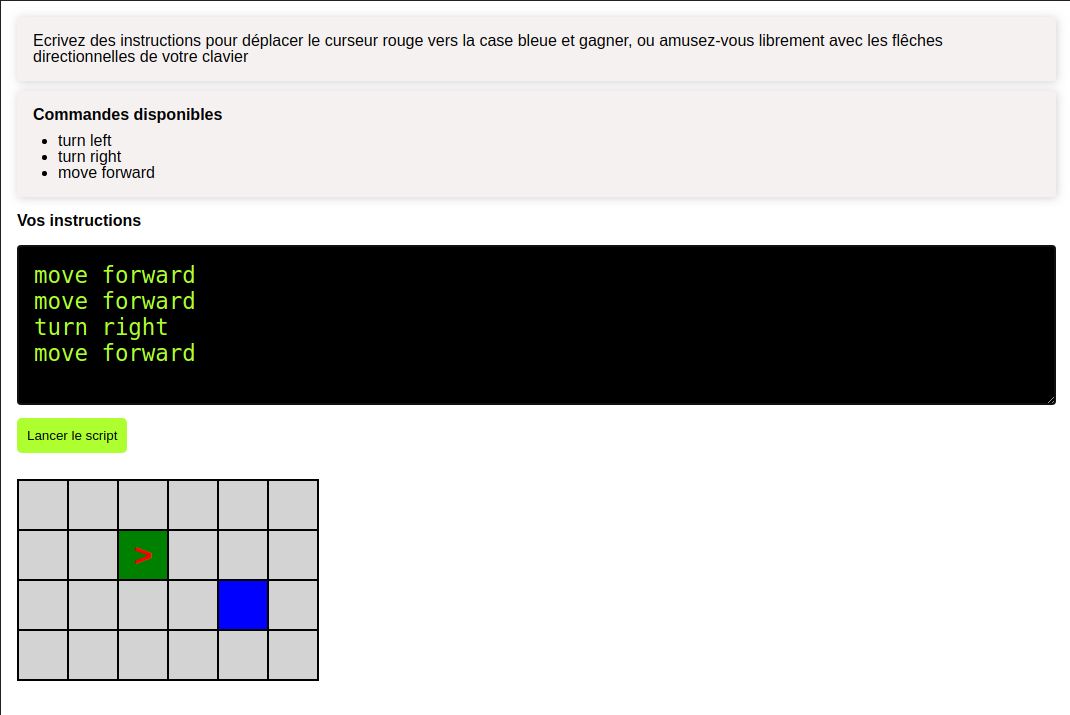 Ecrivez des instructions pour déplacer le curseur rouge vers la case bleue et gagner, ou amusez-vous librement avec les flêches
directionnelles de votre clavier
Commandes disponibles
turn left
turn right
move forward
Vos instructions
move forward
move forward
turn right
move forward
Lancer le script
>